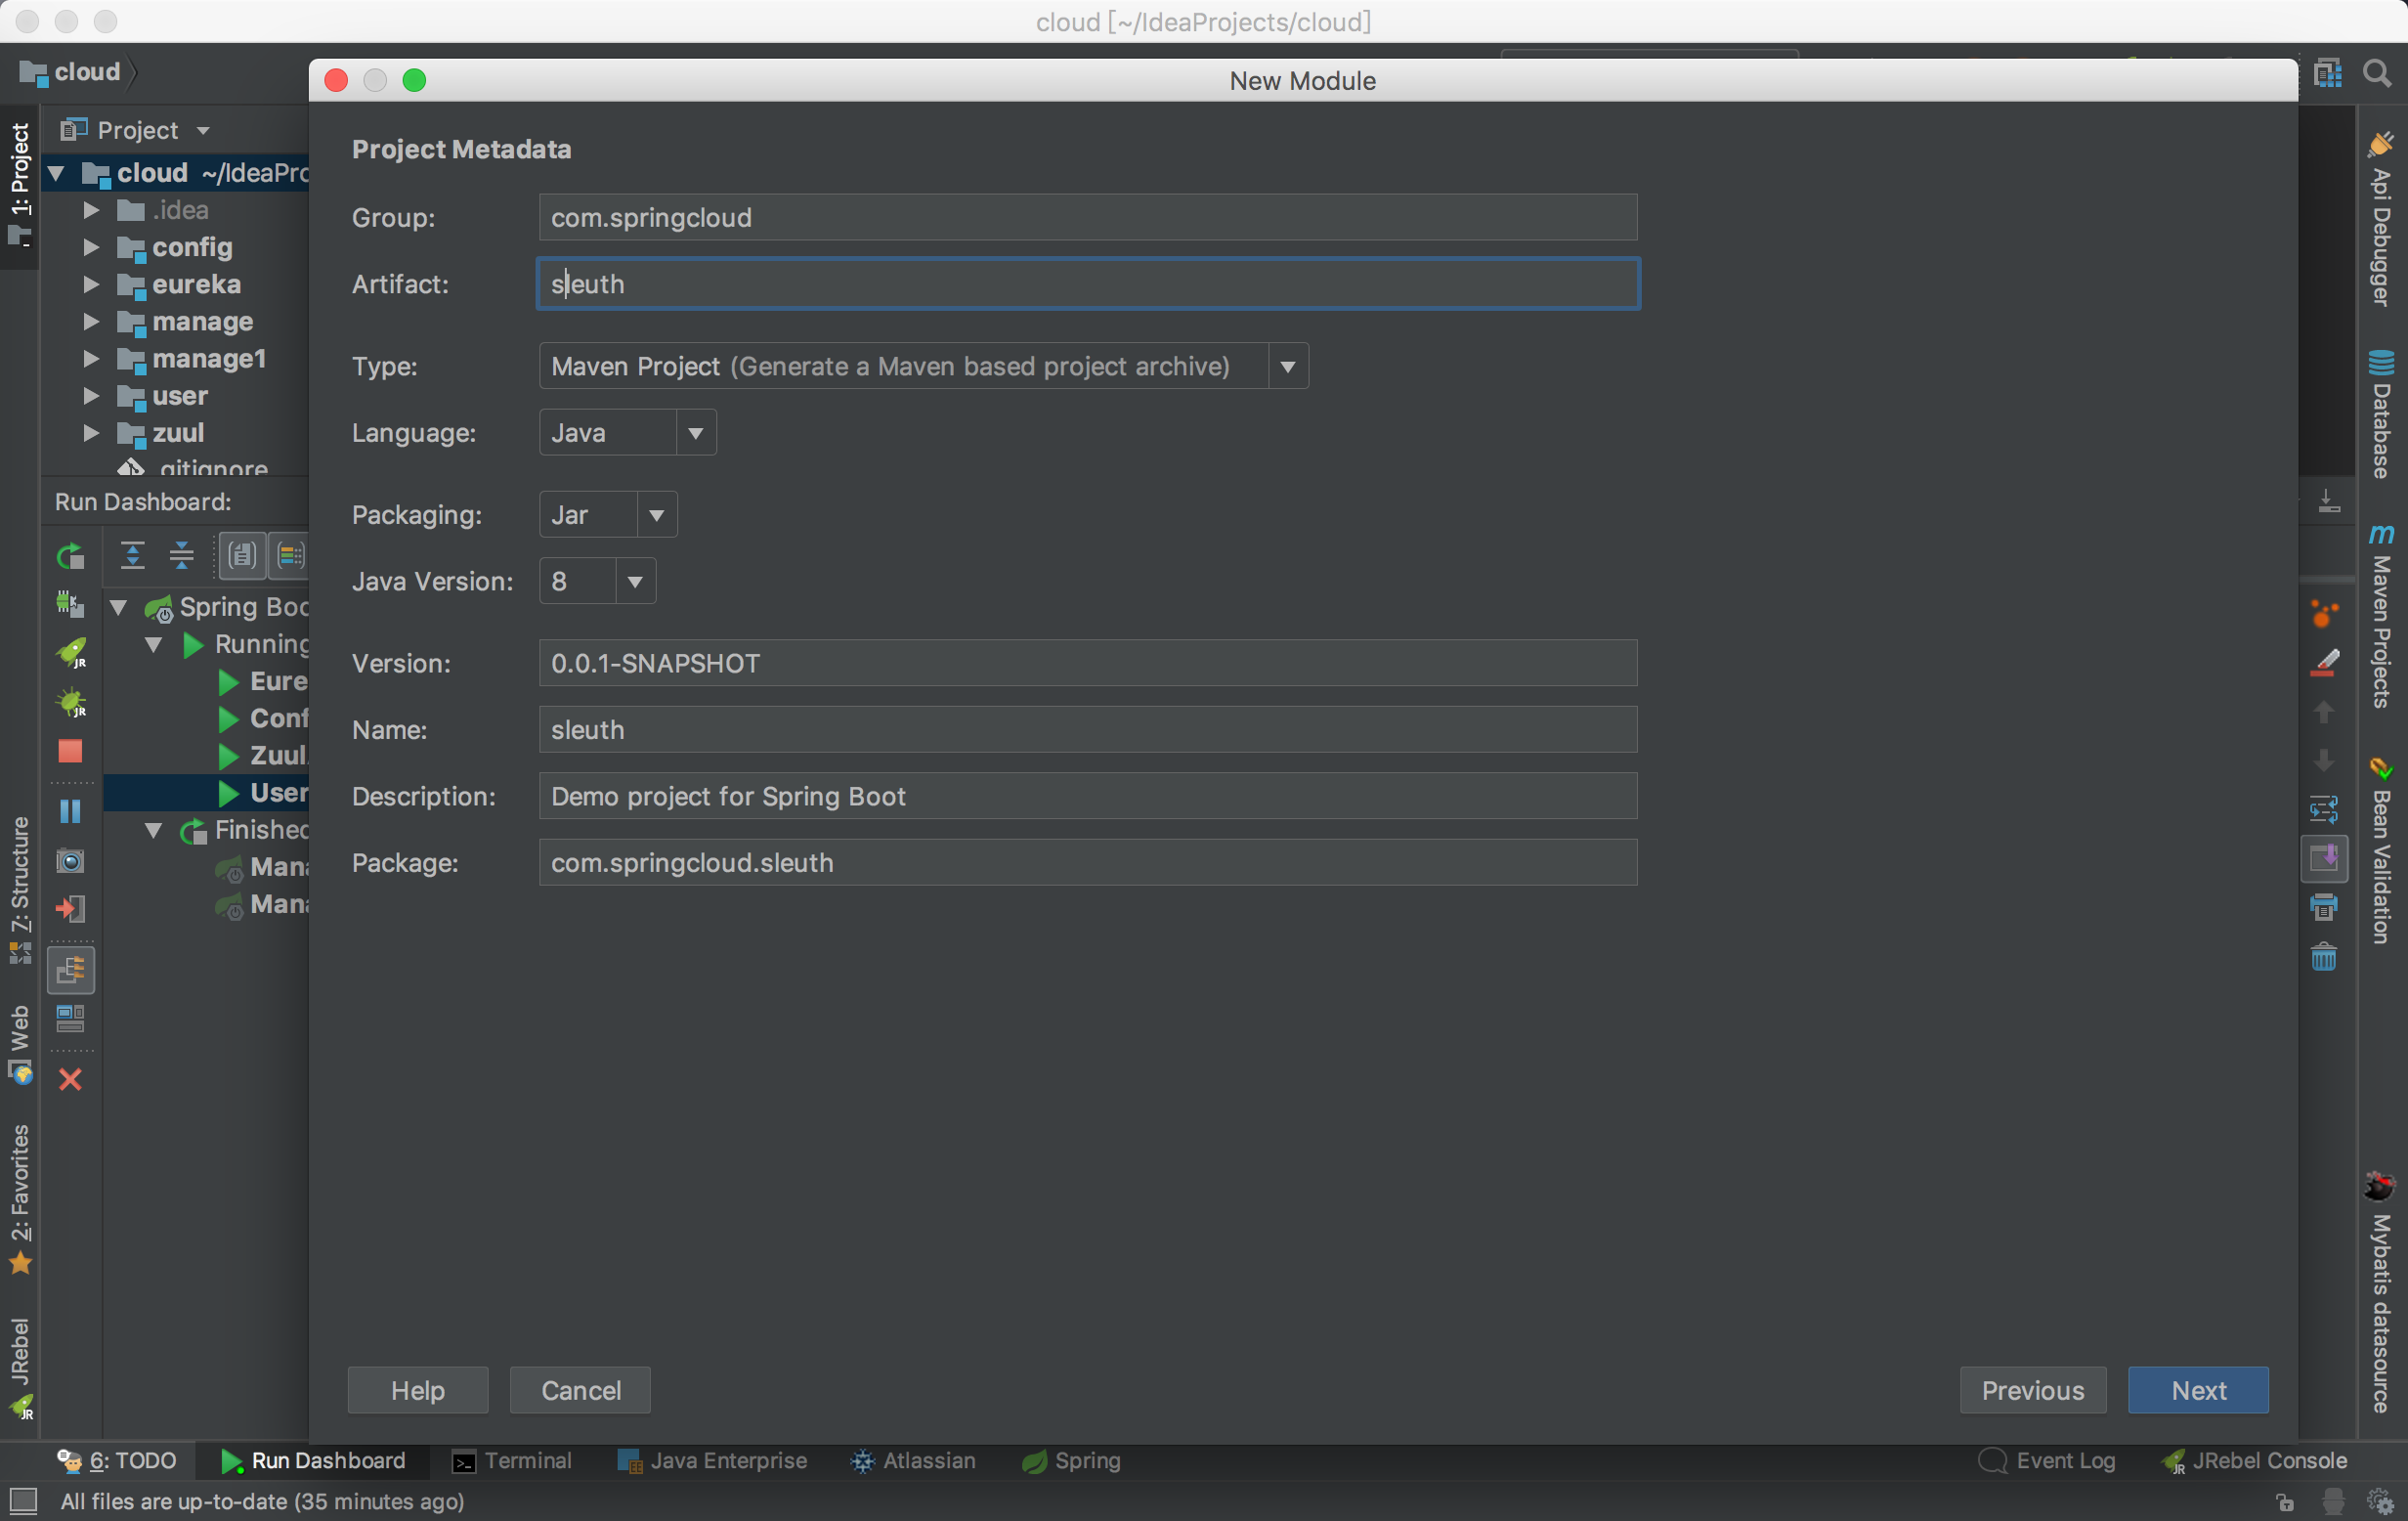 cloud [~/IdeaProjects/cloud]
cloud
New Module
1: Project
Project
cloud ~/IdeaPro
.idea
config
eureka
manage
manage1
user
zuul
.gitignore
Run Dashboard:
Spring Boo
Running
Eure
Conf
Zuul
User
Finished
Mana
Mana
Z: Structure
Web
2: Favorites
JRebel
Project Metadata
Group: com.springcloud
Artifact: sleuth
Type: Maven Project (Generate a Maven based project archive)
Language: Java
Packaging: Jar
Java Version: 8
Version: 0.0.1-SNAPSHOT
Name: sleuth
Description: Demo project for Spring Boot
Package: com.springcloud.sleuth
Help
Cancel
Previous
Next
Api Debugger
Database
m
Maven Projects
Bean Validation
Mybatis datasource
6: TODO
Run Dashboard
Terminal
Java Enterprise
Atlassian
Spring
Event Log
JRebel Console
All files are up-to-date (35 minutes ago)